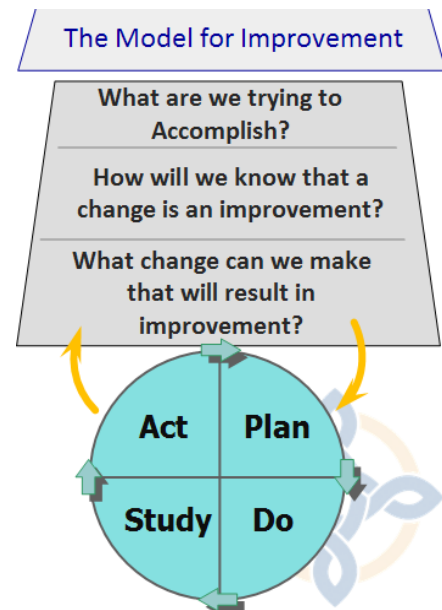 The Model for Improvement
What are we trying to
Accomplish?
How will we know that a
change is an improvement?
What change can we make
that will result in
improvement?
Act Plan
Study Do